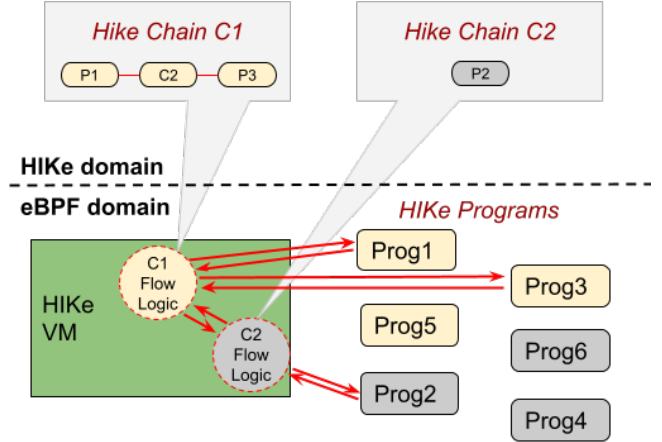 Hike Chain C1
P1 C2 P3
Hike Chain C2
P2
HIKe domain
eBPF domain
HIKe Programs
HIKe
VM
C1
Flow
Logic
C2
Flow
Logic
Prog1
Prog3
Prog5
Prog6
Prog2
Prog4